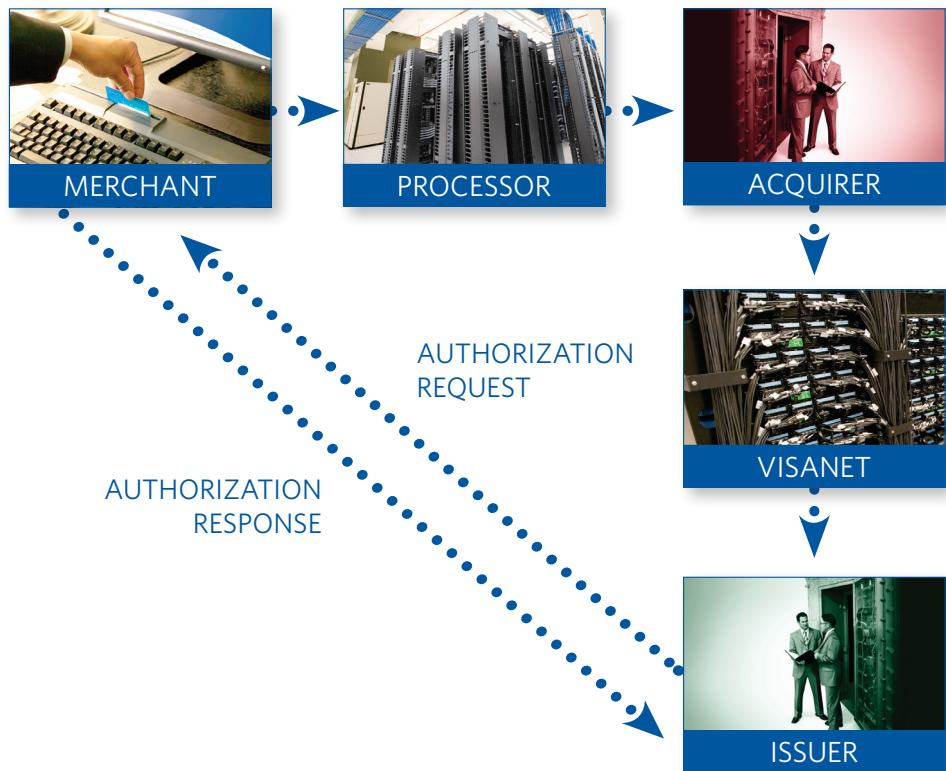 MERCHANT
PROCESSOR
ACQUIRER
VISANET
AUTHORIZATION
REQUEST
AUTHORIZATION
RESPONSE
ISSUER